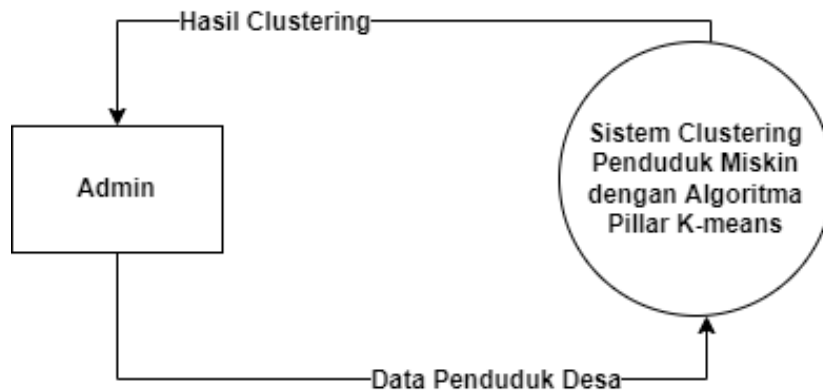 Hasil Clustering
Admin
Sistem Clustering
Penduduk Miskin
dengan Algoritma
Pillar K-means
Data Penduduk Desa